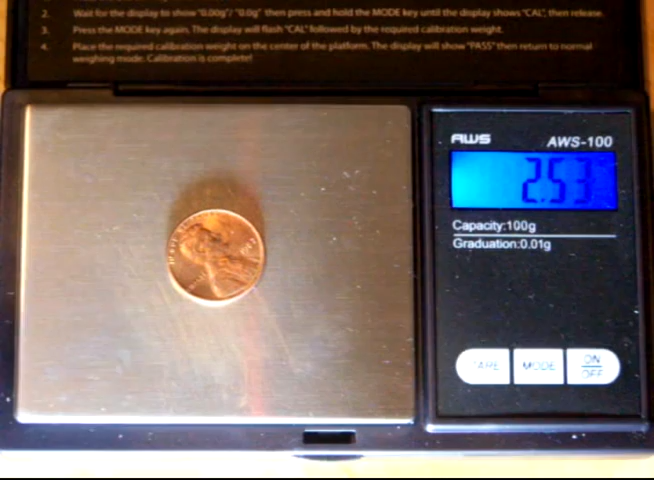 2. Wait for the display to show "0.00g"/ "0.0g" then press and hold the MODE key until the display shows "CAL", then release.
3. Press the MODE key again. The display will flash "CAL" followed by the required calibration weight.
4. Place the required calibration weight on the center of the platform. The display will show "PASS" then return to normal
weighing mode. Calibration is complete!
AWS AWS-100
2.53
Capacity:100g
Graduation:0.01g
TARE MODE ON
OFF